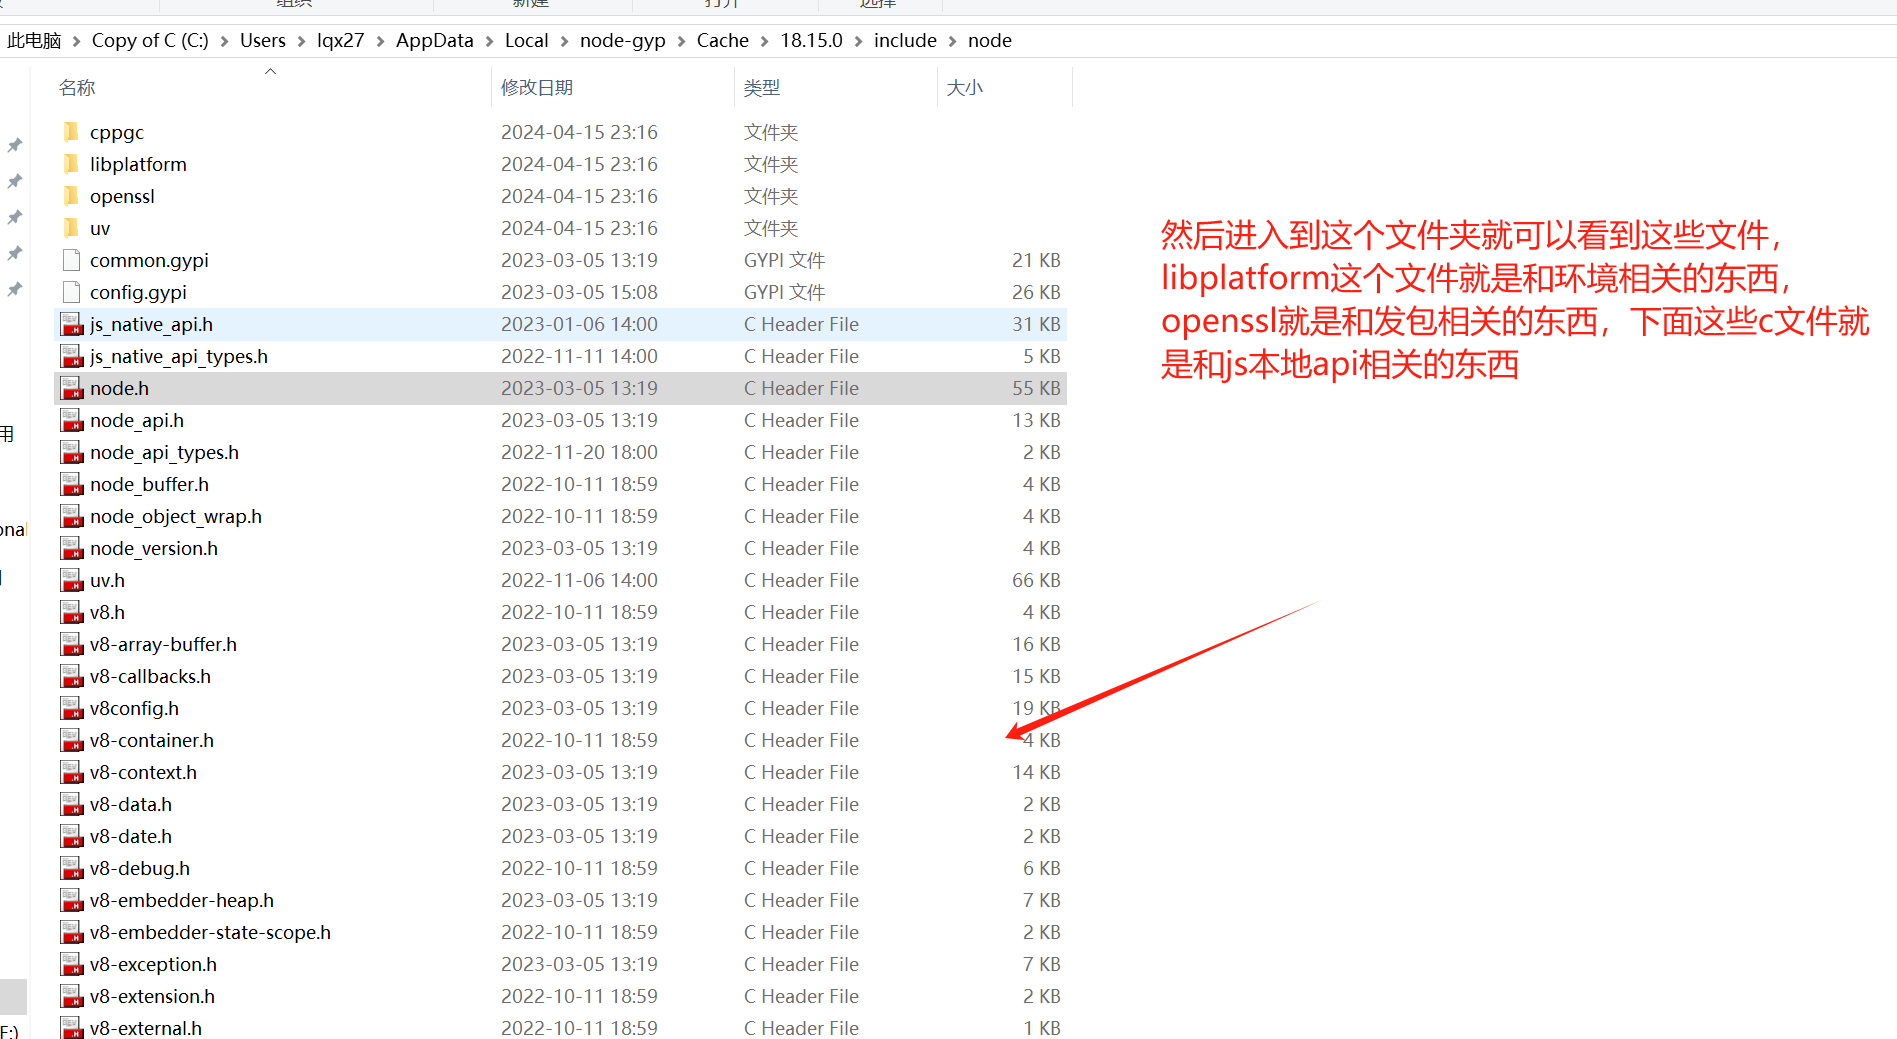 组织 新建 打开 选择
此电脑 > Copy of C (C:) > Users > lqx27 > AppData > Local > node-gyp > Cache > 18.15.0 > include > node
名称 修改日期 类型 大小
cppgc 2024-04-15 23:16 文件夹
libplatform 2024-04-15 23:16 文件夹
openssl 2024-04-15 23:16 文件夹
uv 2024-04-15 23:16 文件夹
common.gypi 2023-03-05 13:19 GYPI 文件 21 KB
config.gypi 2023-03-05 15:08 GYPI 文件 26 KB
js_native_api.h 2023-01-06 14:00 C Header File 31 KB
js_native_api_types.h 2022-11-11 14:00 C Header File 5 KB
node.h 2023-03-05 13:19 C Header File 55 KB
node_api.h 2023-03-05 13:19 C Header File 13 KB
node_api_types.h 2022-11-20 18:00 C Header File 2 KB
node_buffer.h 2022-10-11 18:59 C Header File 4 KB
node_object_wrap.h 2022-10-11 18:59 C Header File 4 KB
node_version.h 2023-03-05 13:19 C Header File 4 KB
uv.h 2022-11-06 14:00 C Header File 66 KB
v8.h 2022-10-11 18:59 C Header File 4 KB
v8-array-buffer.h 2023-03-05 13:19 C Header File 16 KB
v8-callbacks.h 2023-03-05 13:19 C Header File 15 KB
v8config.h 2023-03-05 13:19 C Header File 19 KB
v8-container.h 2022-10-11 18:59 C Header File 4 KB
v8-context.h 2023-03-05 13:19 C Header File 14 KB
v8-data.h 2023-03-05 13:19 C Header File 2 KB
v8-date.h 2023-03-05 13:19 C Header File 2 KB
v8-debug.h 2022-10-11 18:59 C Header File 6 KB
v8-embedder-heap.h 2023-03-05 13:19 C Header File 7 KB
v8-embedder-state-scope.h 2022-10-11 18:59 C Header File 2 KB
v8-exception.h 2023-03-05 13:19 C Header File 7 KB
v8-extension.h 2022-10-11 18:59 C Header File 2 KB
v8-external.h 2022-10-11 18:59 C Header File 1 KB
用
onal
F:)
然后进入到这个文件夹就可以看到这些文件，
libplatform这个文件就是和环境相关的东西，
openssl就是和发包相关的东西，下面这些c文件就
是和js本地api相关的东西